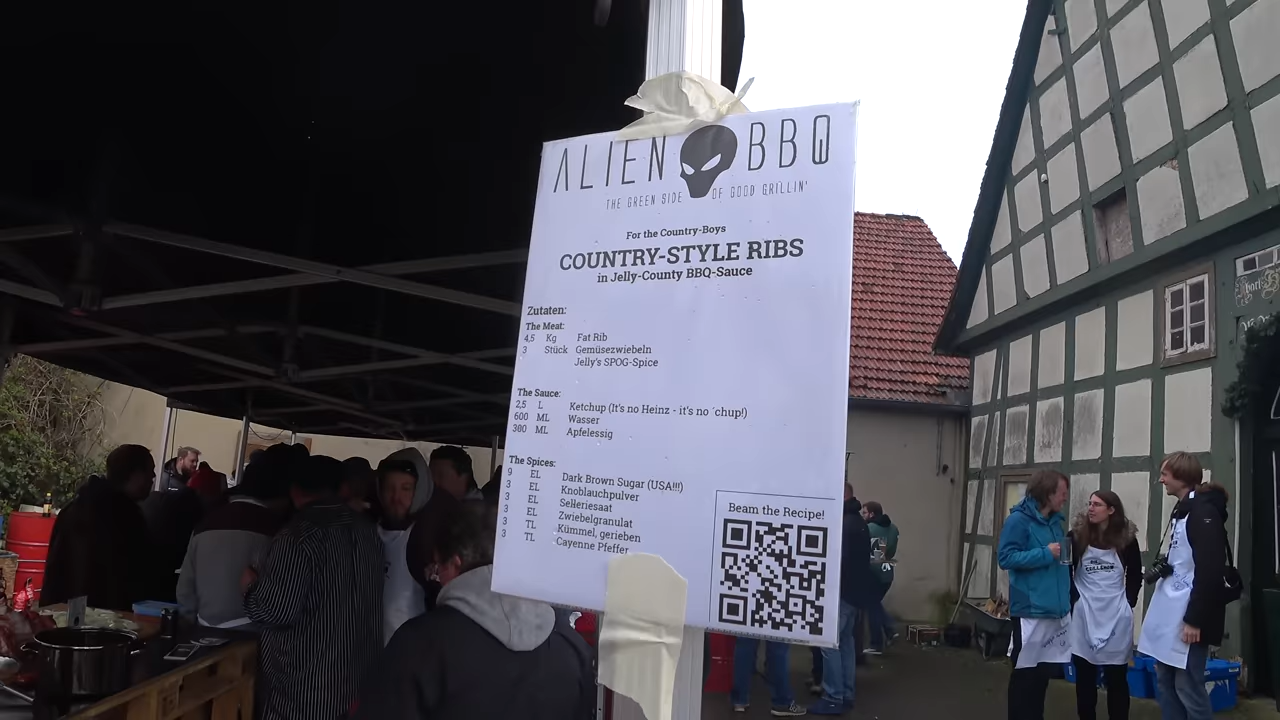 ALIEN BBQ
THE GREEN SIDE OF GOOD GRILLIN'
For the Country-Boys
COUNTRY-STYLE RIBS
in Jelly-County BBQ-Sauce
Zutaten:
The Meat:
4,5 Kg Fat Rib
3 Stück Gemüsezwiebeln
Jelly's SPOG-Spice
The Sauce:
2,5 L Ketchup (It's no Heinz - it's no ´chup!)
600 ML Wasser
300 ML Apfelessig
The Spices:
9 EL Dark Brown Sugar (USA!!!)
3 EL Knoblauchpulver
3 EL Selleriesaat
3 EL Zwiebelgranulat
3 TL Kümmel, gerieben
3 TL Cayenne Pfeffer
Beam the Recipe!